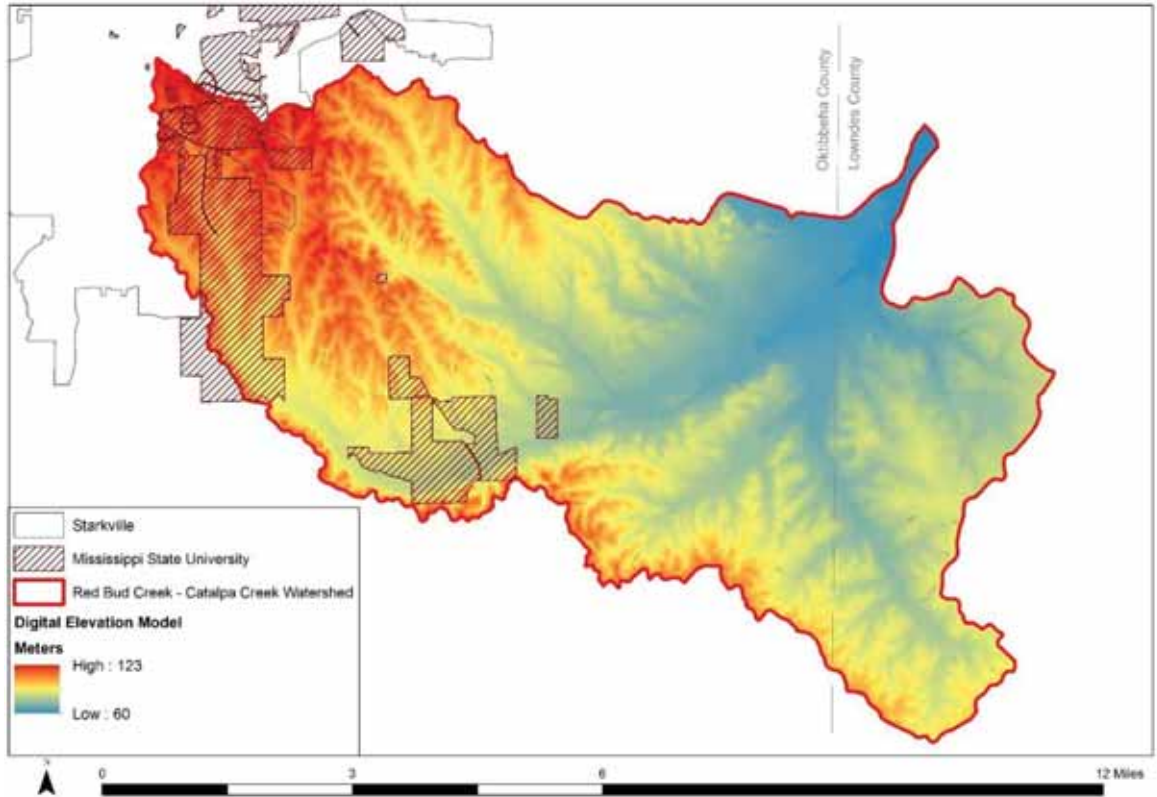 Oktibbeha County
Lowndes County
Starkville
Mississippi State University
Red Bud Creek - Catalpa Creek Watershed
Digital Elevation Model
Meters
High : 123
Low : 60
0 3 6 12 Miles